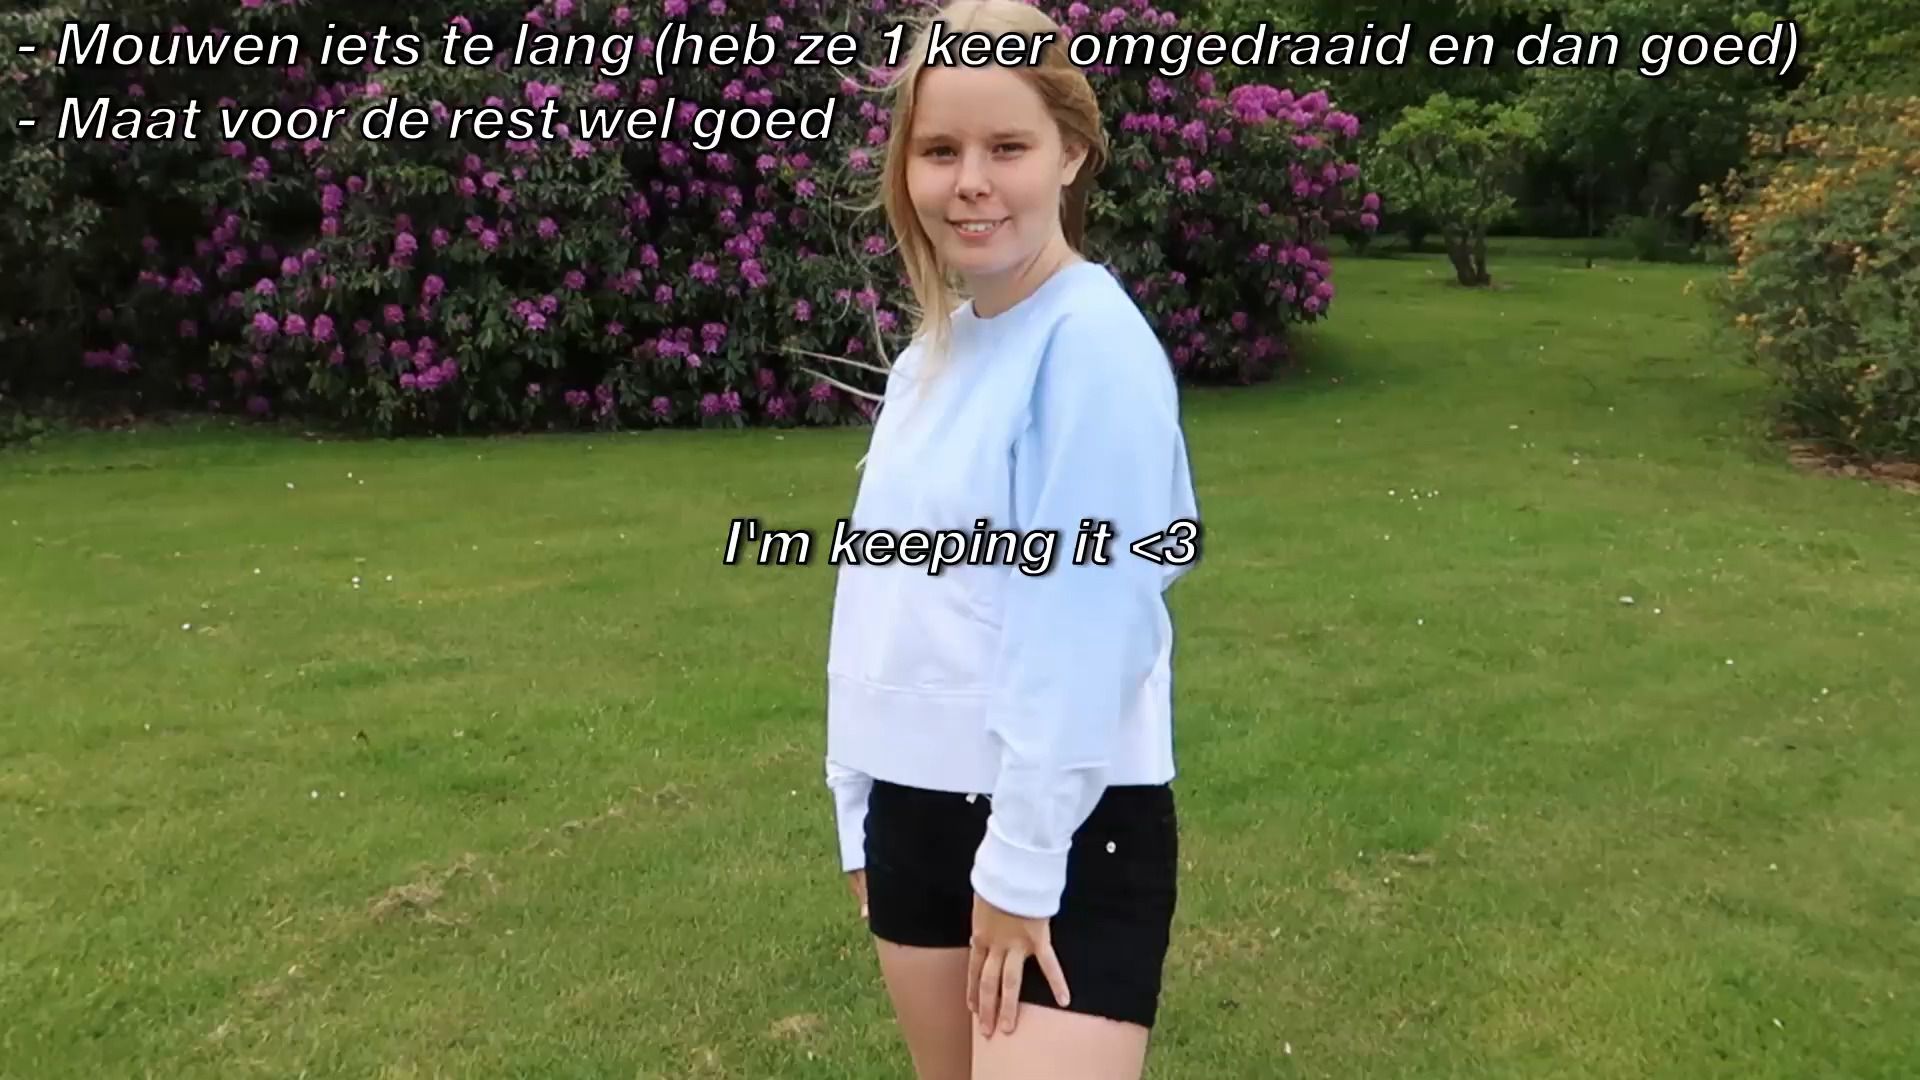 - Mouwen iets te lang (heb ze 1 keer omgedraaid en dan goed)
- Maat voor de rest wel goed
I'm keeping it <3